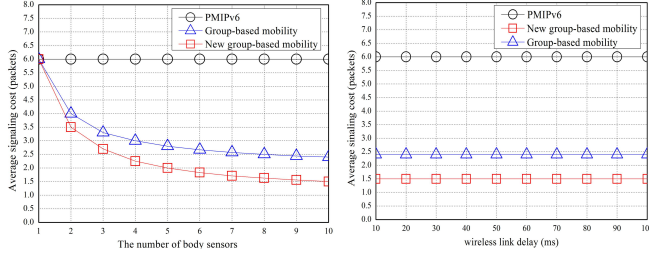 8.0
7.5
7.0
6.5
6.0
5.5
5.0
4.5
4.0
3.5
3.0
2.5
2.0
1.5
1.0
0.5
0.0
Average signaling cost (packets)
PMIPv6
Group-based mobility
New group-based mobility
1 2 3 4 5 6 7 8 9 10
The number of body sensors
8.0
7.5
7.0
6.5
6.0
5.5
5.0
4.5
4.0
3.5
3.0
2.5
2.0
1.5
1.0
0.5
0.0
Average sinaling cost (packets)
PMIPv6
New group-based mobility
Group-based mobility
10 20 30 40 50 60 70 80 90 10
wireless link delay (ms)